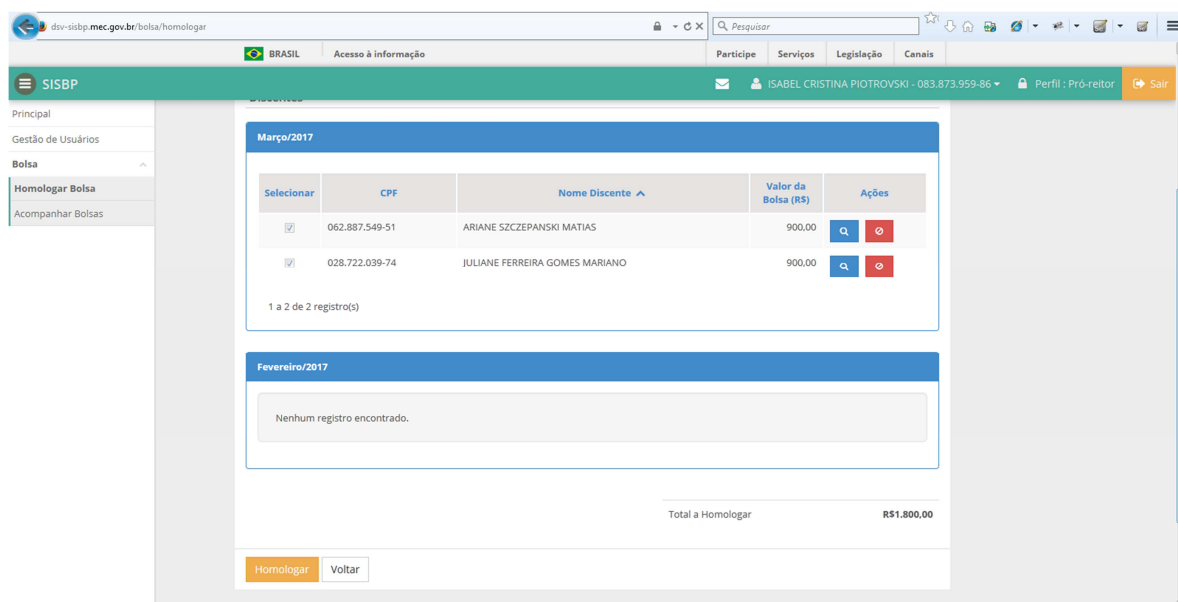 dsv-sisbp.mec.gov.br/bolsa/homologar
Pesquisar
BRASIL Acesso à informação Participe Serviços Legislação Canais
SISBP ISABEL CRISTINA PIOTROVSKI - 083.873.959-86 Perfil : Pró-reitor Sair
Principal
Gestão de Usuários
Bolsa
Homologar Bolsa
Acompanhar Bolsas
Março/2017
Selecionar CPF Nome Discente Valor da Bolsa (R$) Ações
062.887.549-51 ARIANE SZCZEPANSKI MATIAS 900,00
028.722.039-74 JULIANE FERREIRA GOMES MARIANO 900,00
1 a 2 de 2 registro(s)
Fevereiro/2017
Nenhum registro encontrado.
Total a Homologar R$1.800,00
Homologar Voltar